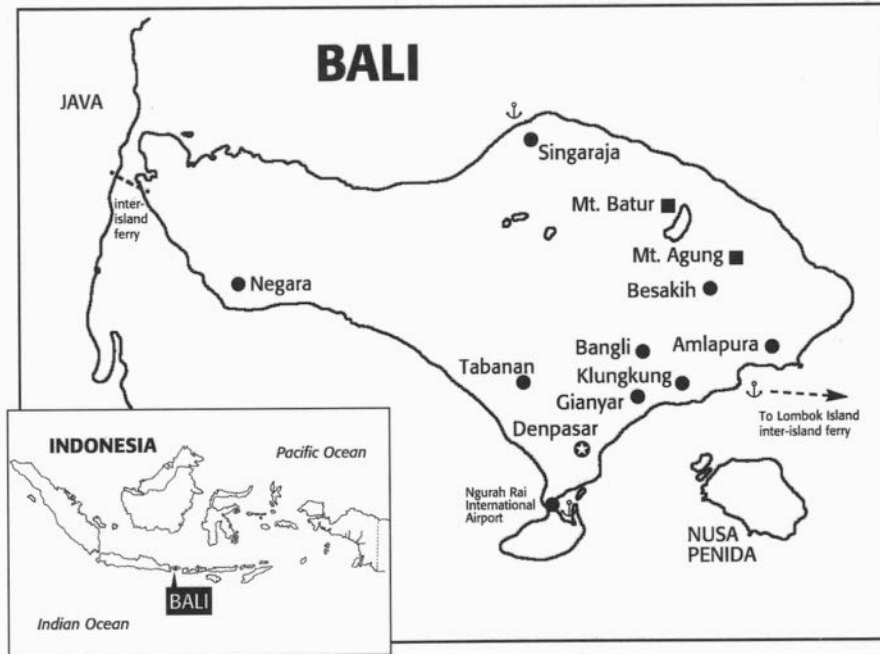 BALI
JAVA
Singaraja
inter-
island
ferry
Mt. Batur
Mt. Agung
Negara
Besakih
Bangli
Amlapura
Tabanan
Klungkung
Gianyar
To Lombok Island
inter-island ferry
Denpasar
Ngurah Rai
International
Airport
NUSA
PENIDA
INDONESIA
Pacific Ocean
BALI
Indian Ocean